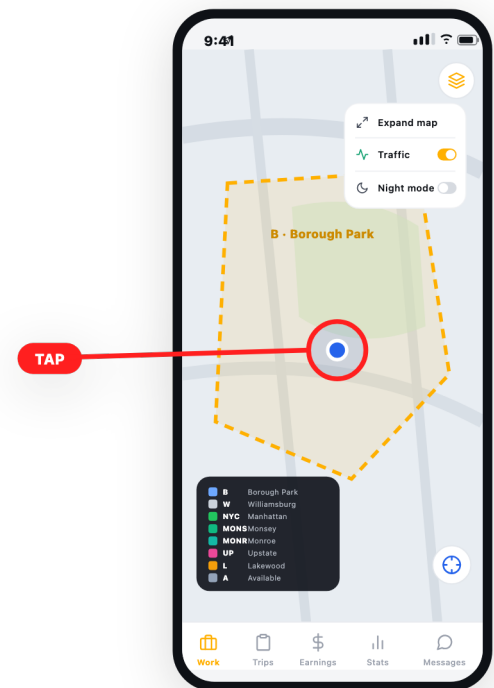 9:41
Expand map
Traffic
Night mode
B · Borough Park
TAP
B Borough Park
W Williamsburg
NYC Manhattan
MONS Monsey
MONR Monroe
UP Upstate
L Lakewood
A Available
Work Trips Earnings Stats Messages